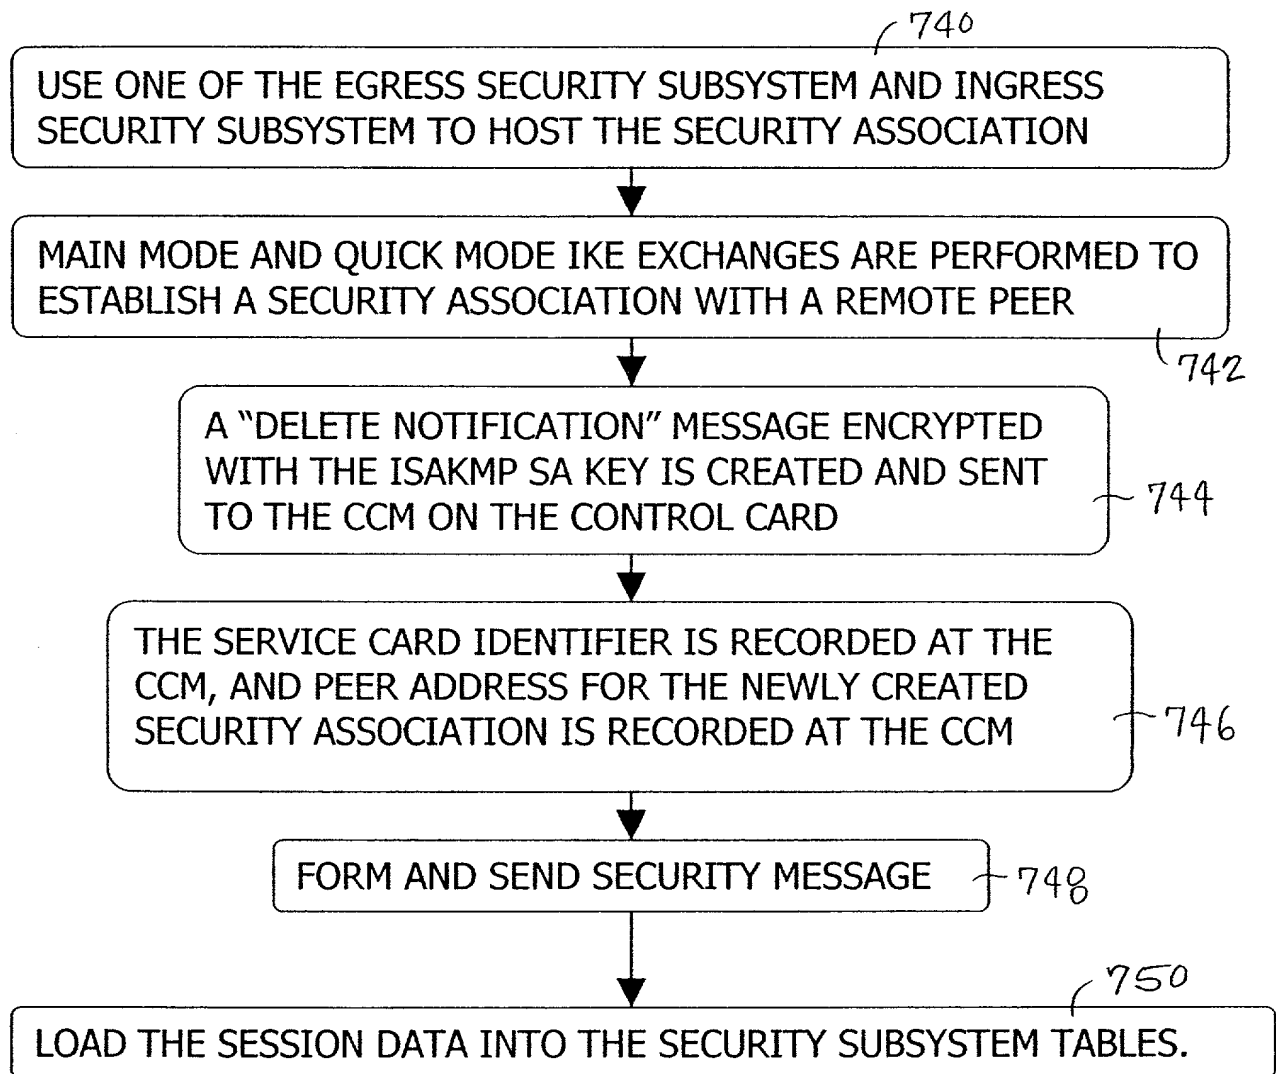 740
USE ONE OF THE EGRESS SECURITY SUBSYSTEM AND INGRESS
SECURITY SUBSYSTEM TO HOST THE SECURITY ASSOCIATION
MAIN MODE AND QUICK MODE IKE EXCHANGES ARE PERFORMED TO
ESTABLISH A SECURITY ASSOCIATION WITH A REMOTE PEER
742
A “DELETE NOTIFICATION” MESSAGE ENCRYPTED
WITH THE ISAKMP SA KEY IS CREATED AND SENT
TO THE CCM ON THE CONTROL CARD
744
THE SERVICE CARD IDENTIFIER IS RECORDED AT THE
CCM, AND PEER ADDRESS FOR THE NEWLY CREATED
SECURITY ASSOCIATION IS RECORDED AT THE CCM
746
FORM AND SEND SECURITY MESSAGE
748
750
LOAD THE SESSION DATA INTO THE SECURITY SUBSYSTEM TABLES.